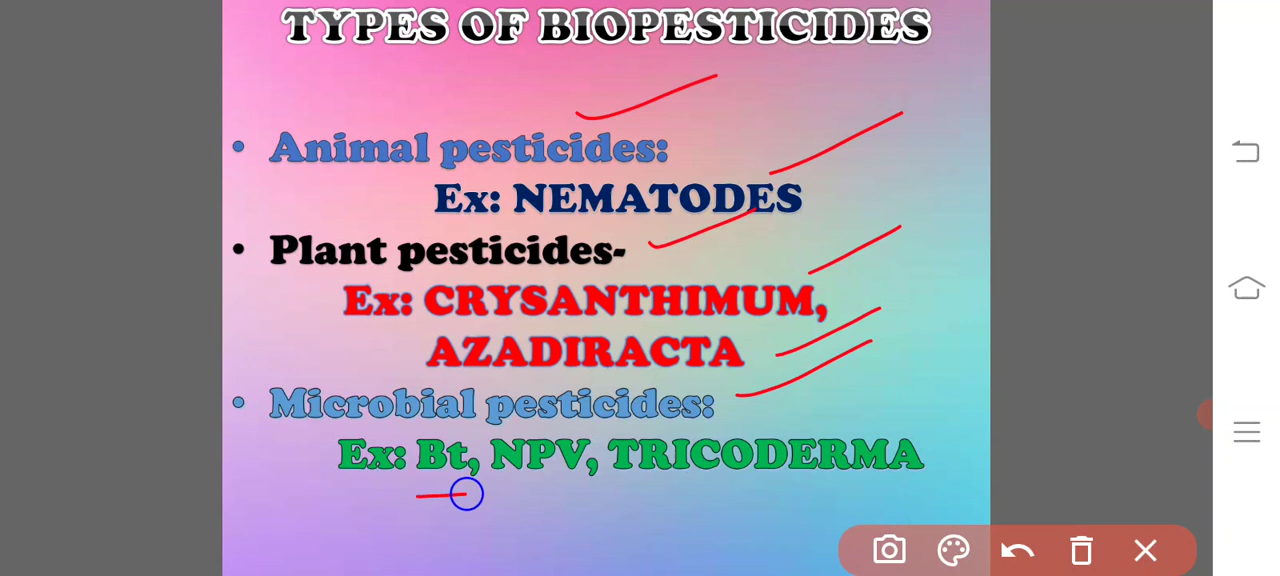 TYPES OF BIOPESTICIDES
• Animal pesticides:
Ex: NEMATODES
• Plant pesticides-
Ex: CRYSANTHIMUM,
AZADIRACTA
• Microbial pesticides:
Ex: Bt, NPV, TRICODERMA